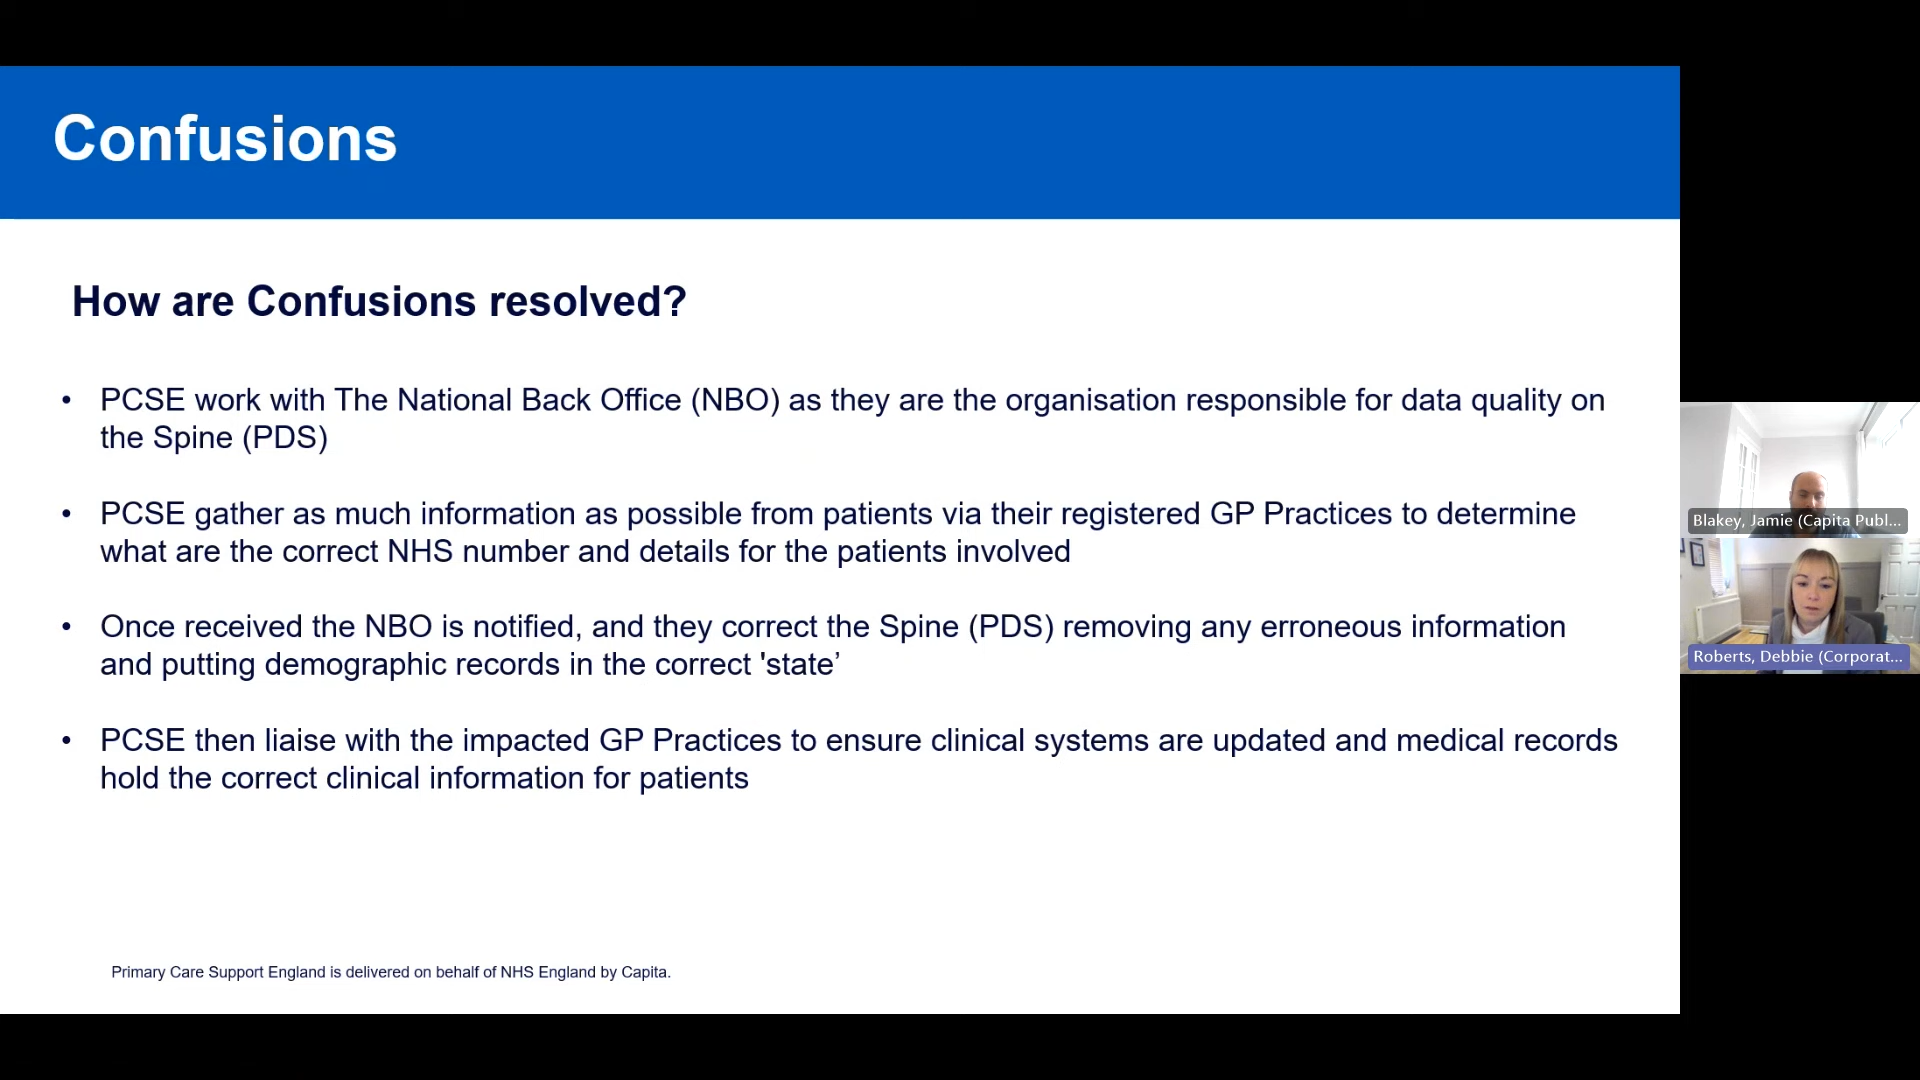 Confusions
How are Confusions resolved?
• PCSE work with The National Back Office (NBO) as they are the organisation responsible for data quality on
the Spine (PDS)
• PCSE gather as much information as possible from patients via their registered GP Practices to determine
what are the correct NHS number and details for the patients involved
• Once received the NBO is notified, and they correct the Spine (PDS) removing any erroneous information
and putting demographic records in the correct 'state’
• PCSE then liaise with the impacted GP Practices to ensure clinical systems are updated and medical records
hold the correct clinical information for patients
Primary Care Support England is delivered on behalf of NHS England by Capita.
Blakey, Jamie (Capita Publ...
Roberts, Debbie (Corporat...